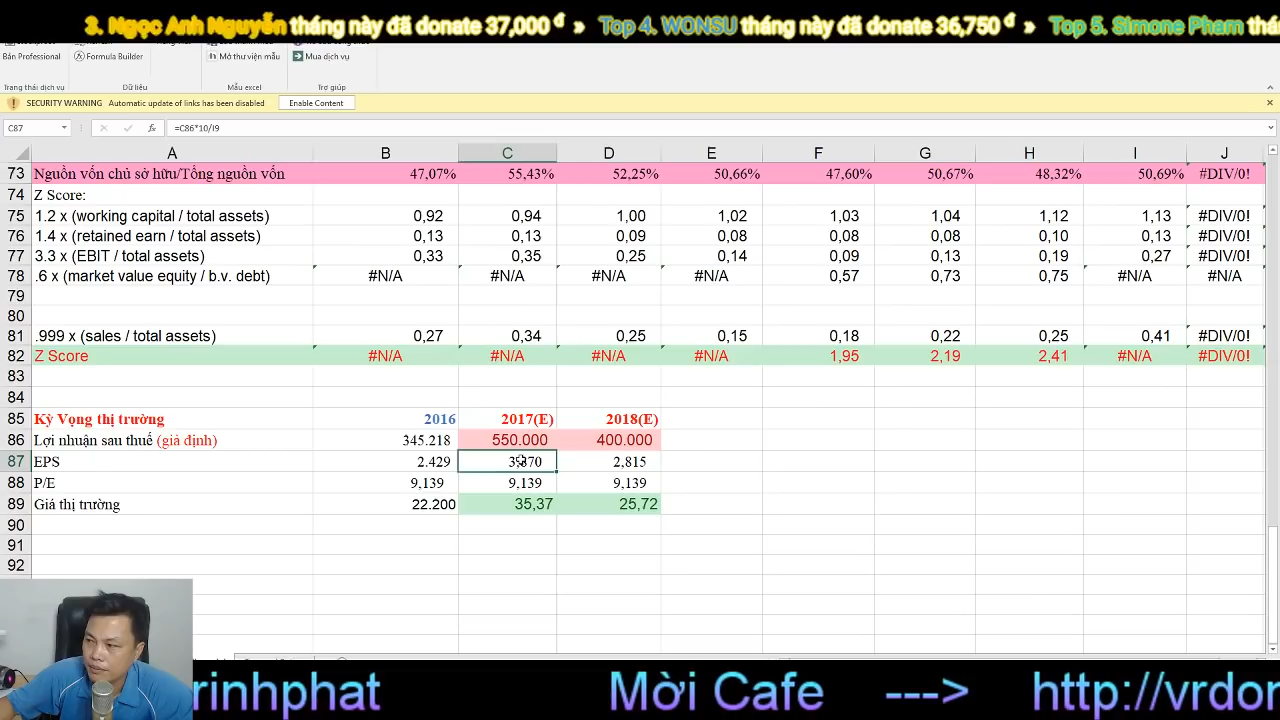 3. Ngọc Anh Nguyễn tháng này đã donate 37,000 đ » Top 4. WONSU tháng này đã donate 36,750 đ » Top 5. Simone Pham
Bản Professional Formula Builder Mở thư viện mẫu Mua dịch vụ
Trạng thái dịch vụ Dữ liệu Mẫu excel Trợ giúp
SECURITY WARNING Automatic update of links has been disabled Enable Content
C87 fx =C86*10/I9
A B C D E F G H I J
73 Nguồn vốn chủ sở hữu/Tổng nguồn vốn 47,07% 55,43% 52,25% 50,66% 47,60% 50,67% 48,32% 50,69% #DIV/0!
74 Z Score:
75 1.2 x (working capital / total assets) 0,92 0,94 1,00 1,02 1,03 1,04 1,12 1,13 #DIV/0!
76 1.4 x (retained earn / total assets) 0,13 0,13 0,09 0,08 0,08 0,08 0,10 0,13 #DIV/0!
77 3.3 x (EBIT / total assets) 0,33 0,35 0,25 0,14 0,09 0,13 0,19 0,27 #DIV/0!
78 .6 x (market value equity / b.v. debt) #N/A #N/A #N/A #N/A 0,57 0,73 0,75 #N/A #N/A
79
80
81 .999 x (sales / total assets) 0,27 0,34 0,25 0,15 0,18 0,22 0,25 0,41 #DIV/0!
82 Z Score #N/A #N/A #N/A #N/A 1,95 2,19 2,41 #N/A #DIV/0!
83
84
85 Kỳ Vọng thị trường 2016 2017(E) 2018(E)
86 Lợi nhuận sau thuế (giả định) 345.218 550.000 400.000
87 EPS 2.429 3,870 2,815
88 P/E 9,139 9,139 9,139
89 Giá thị trường 22.200 35,37 25,72
90
91
92
rinhphat Mời Cafe ---> http://vrdor